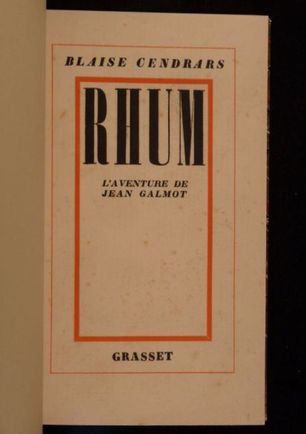 BLAISE CENDRARS
RHUM
L'AVENTURE DE
JEAN GALMOT
GRASSET